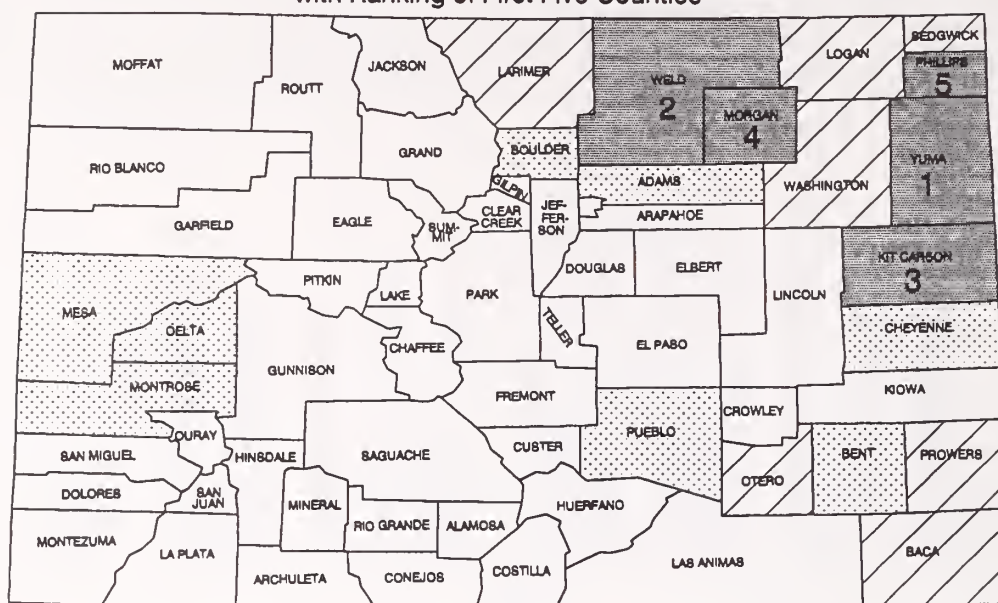 with Ranking of First Five Counties
MOFFAT
ROUTT
JACKSON
LARIMER
WELD
2
MORGAN
4
LOGAN
SEDGWICK
PHILLIPS
5
RIO BLANCO
GRAND
BOULDER
GILPIN
ADAMS
WASHINGTON
YUMA
1
GARFIELD
EAGLE
SUM-
MIT
CLEAR
CREEK
JEF-
FER-
SON
ARAPAHOE
MESA
DELTA
PITKIN
LAKE
PARK
DOUGLAS
ELBERT
LINCOLN
KIT CARSON
3
CHEYENNE
MONTROSE
GUNNISON
CHAFFEE
TELLER
EL PASO
KIOWA
FREMONT
CROWLEY
OURAY
SAN MIGUEL
HINSDALE
SAGUACHE
CUSTER
PUEBLO
OTERO
BENT
PROWERS
DOLORES
SAN
JUAN
MINERAL
RIO GRANDE
ALAMOSA
HUERFANO
MONTEZUMA
LA PLATA
ARCHULETA
CONEJOS
COSTILLA
LAS ANIMAS
BACA